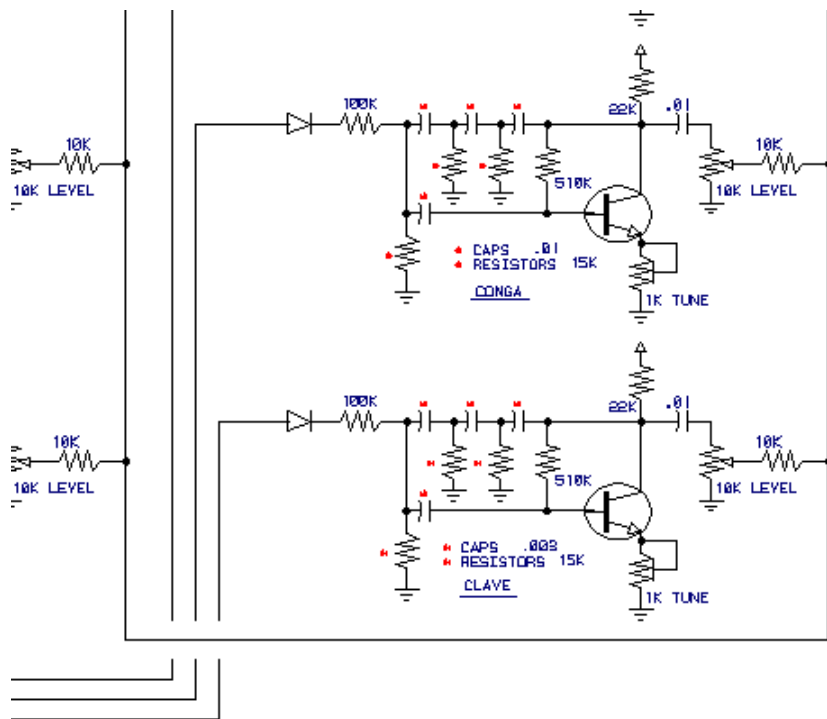 100K
22K
.01
10K
10K
10K LEVEL
510K
10K LEVEL
* CAPS .01
* RESISTORS 15K
CONGA
1K TUNE
100K
22K
.01
10K
10K
10K LEVEL
510K
10K LEVEL
* CAPS .003
* RESISTORS 15K
CLAVE
1K TUNE